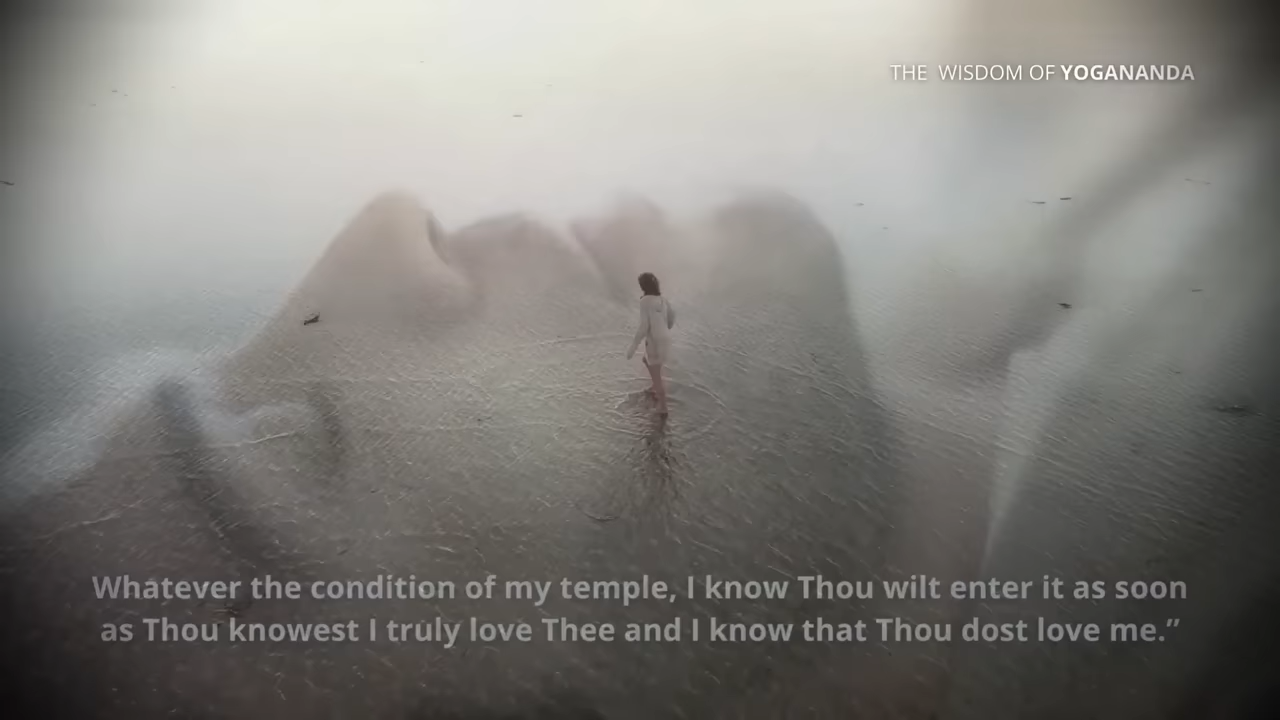 THE WISDOM OF YOGANANDA
Whatever the condition of my temple, I know Thou wilt enter it as soon
as Thou knowest I truly love Thee and I know that Thou dost love me.”